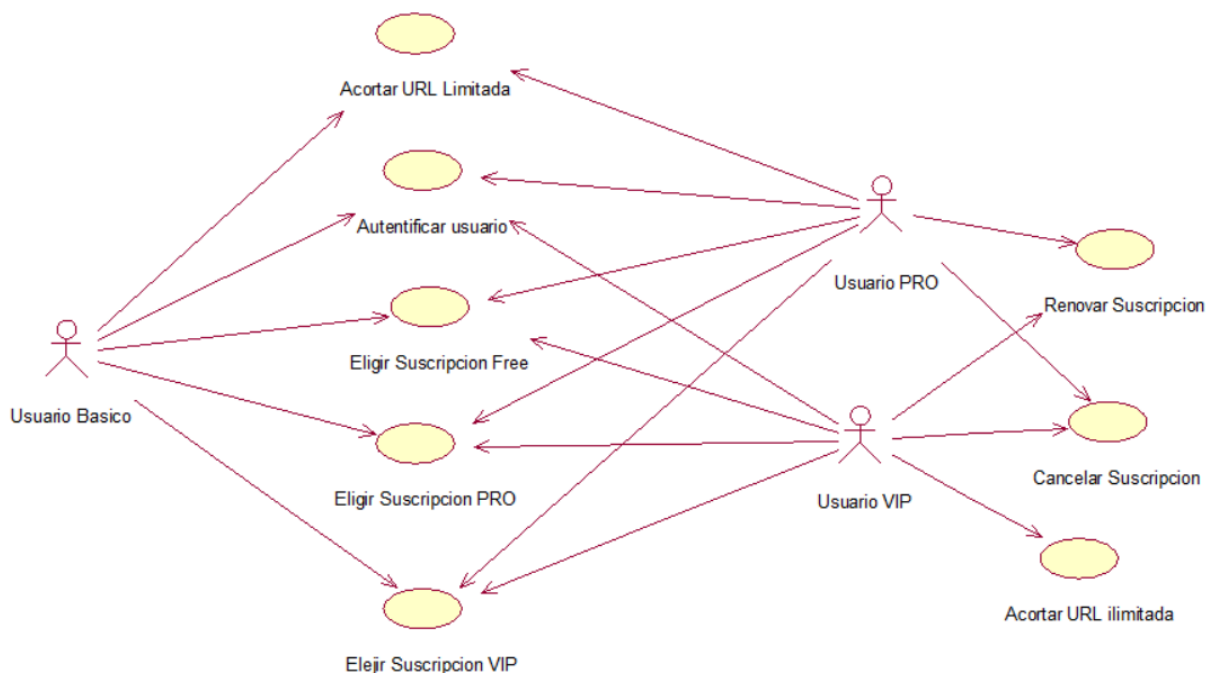 Acortar URL Limitada
Autentificar usuario
Usuario PRO
Renovar Suscripcion
Eligir Suscripcion Free
Usuario Basico
Eligir Suscripcion PRO
Usuario VIP
Cancelar Suscripcion
Acortar URL ilimitada
Elejir Suscripcion VIP